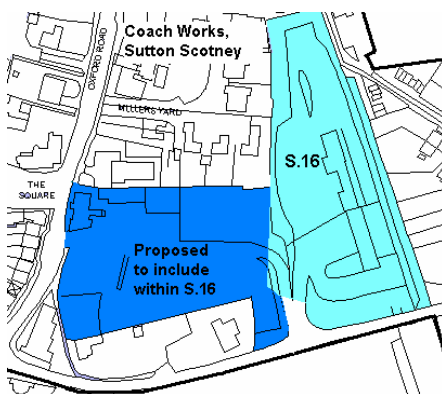 Coach Works,
Sutton Scotney
OXFORD ROAD
MILLERS YARD
S.16
THE
SQUARE
Proposed
to include
within S.16